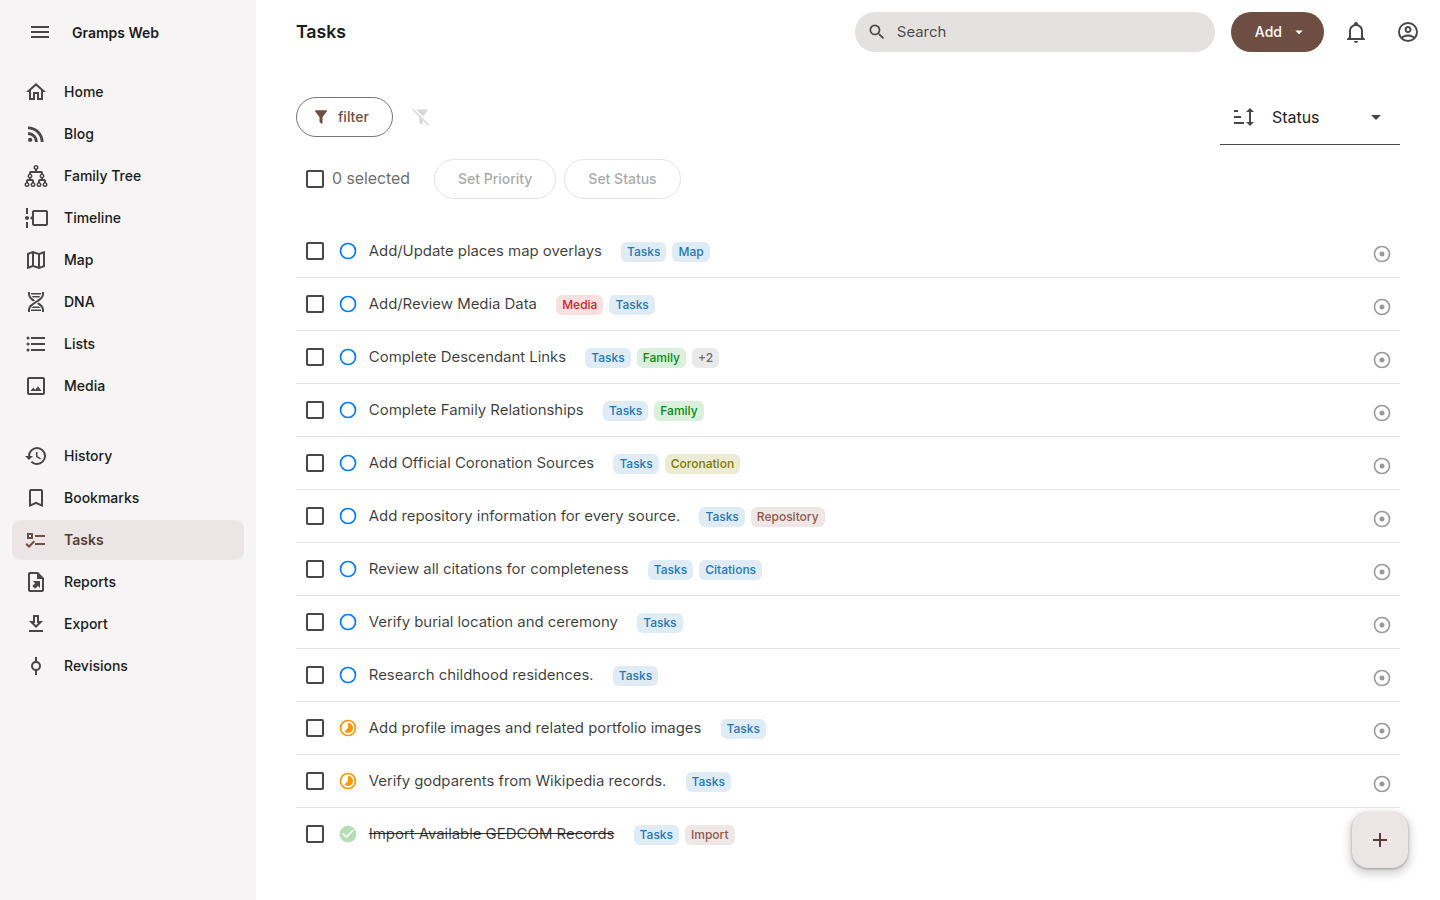 Gramps Web
Home
Blog
Family Tree
Timeline
Map
DNA
Lists
Media
History
Bookmarks
Tasks
Reports
Export
Revisions
Tasks
Search
Add
filter
Status
0 selected
Set Priority
Set Status
Add/Update places map overlays Tasks Map
Add/Review Media Data Media Tasks
Complete Descendant Links Tasks Family +2
Complete Family Relationships Tasks Family
Add Official Coronation Sources Tasks Coronation
Add repository information for every source. Tasks Repository
Review all citations for completeness Tasks Citations
Verify burial location and ceremony Tasks
Research childhood residences. Tasks
Add profile images and related portfolio images Tasks
Verify godparents from Wikipedia records. Tasks
Import Available GEDCOM Records Tasks Import